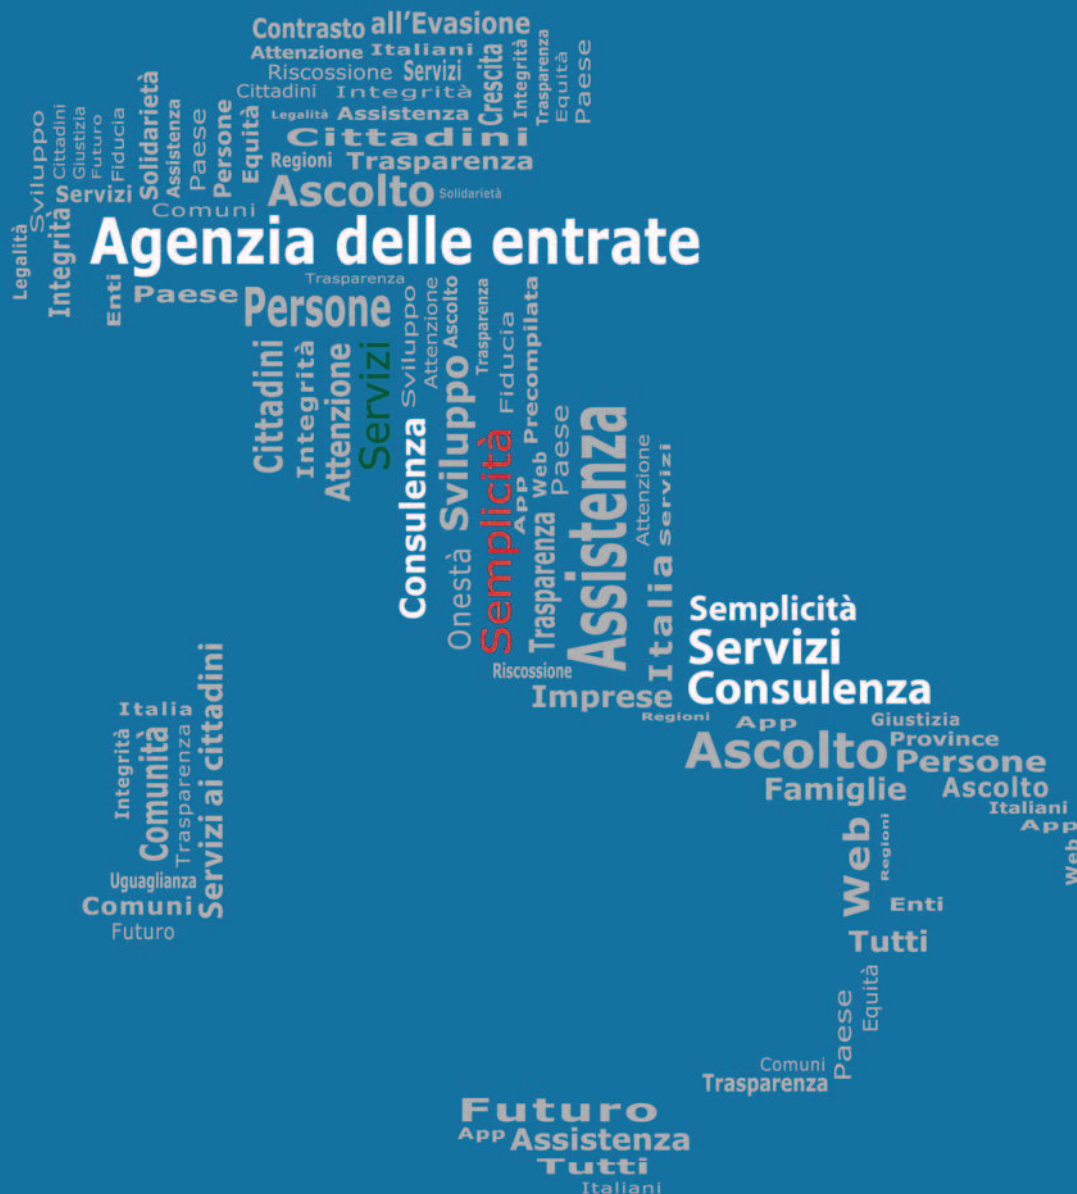 Contrasto all'Evasione
Attenzione Italiani
Crescita
Integrità
Trasparenza
Equità
Paese
Riscossione Servizi
Cittadini Integrità
Legalità Assistenza
Cittadini
Regioni Trasparenza
Ascolto Solidarietà
Sviluppo
Cittadini
Giustizia
Futuro
Fiducia
Solidarietà
Assistenza
Paese
Persone
Equità
Servizi
Comuni
Legalità
Integrità
Agenzia delle entrate
Enti
Paese
Trasparenza
Persone
Sviluppo
Attenzione
Ascolto
Trasparenza
Fiducia
Precompilata
Cittadini
Integrità
Attenzione
Servizi
Consulenza
Sviluppo
Onestà
Semplicità
App
Web
Paese
Trasparenza
Assistenza
Attenzione
Servizi
Italia
Riscossione
Imprese
Semplicità
Servizi
Consulenza
Regioni App Giustizia
Ascolto Province
Persone
Famiglie Ascolto
Italiani
App
Web
Web
Regioni
Enti
Tutti
Equità
Paese
Comuni
Trasparenza
Italia
Integrità
Comunità
Trasparenza
Servizi ai cittadini
Uguaglianza
Comuni
Futuro
Futuro
App Assistenza
Tutti
Italiani